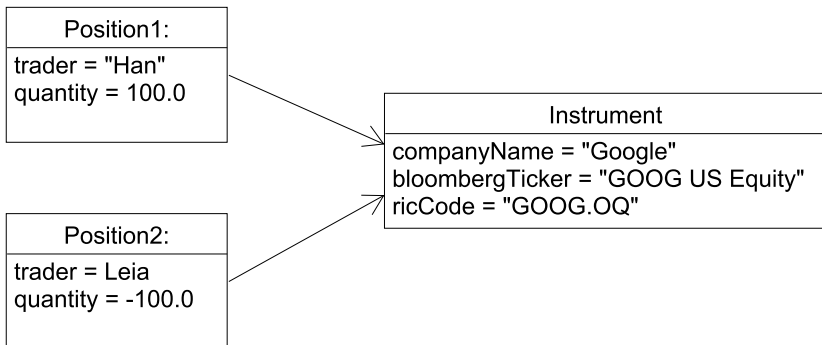 Position1:
trader = "Han"
quantity = 100.0
Instrument
companyName = "Google"
bloombergTicker = "GOOG US Equity"
ricCode = "GOOG.OQ"
Position2:
trader = Leia
quantity = -100.0